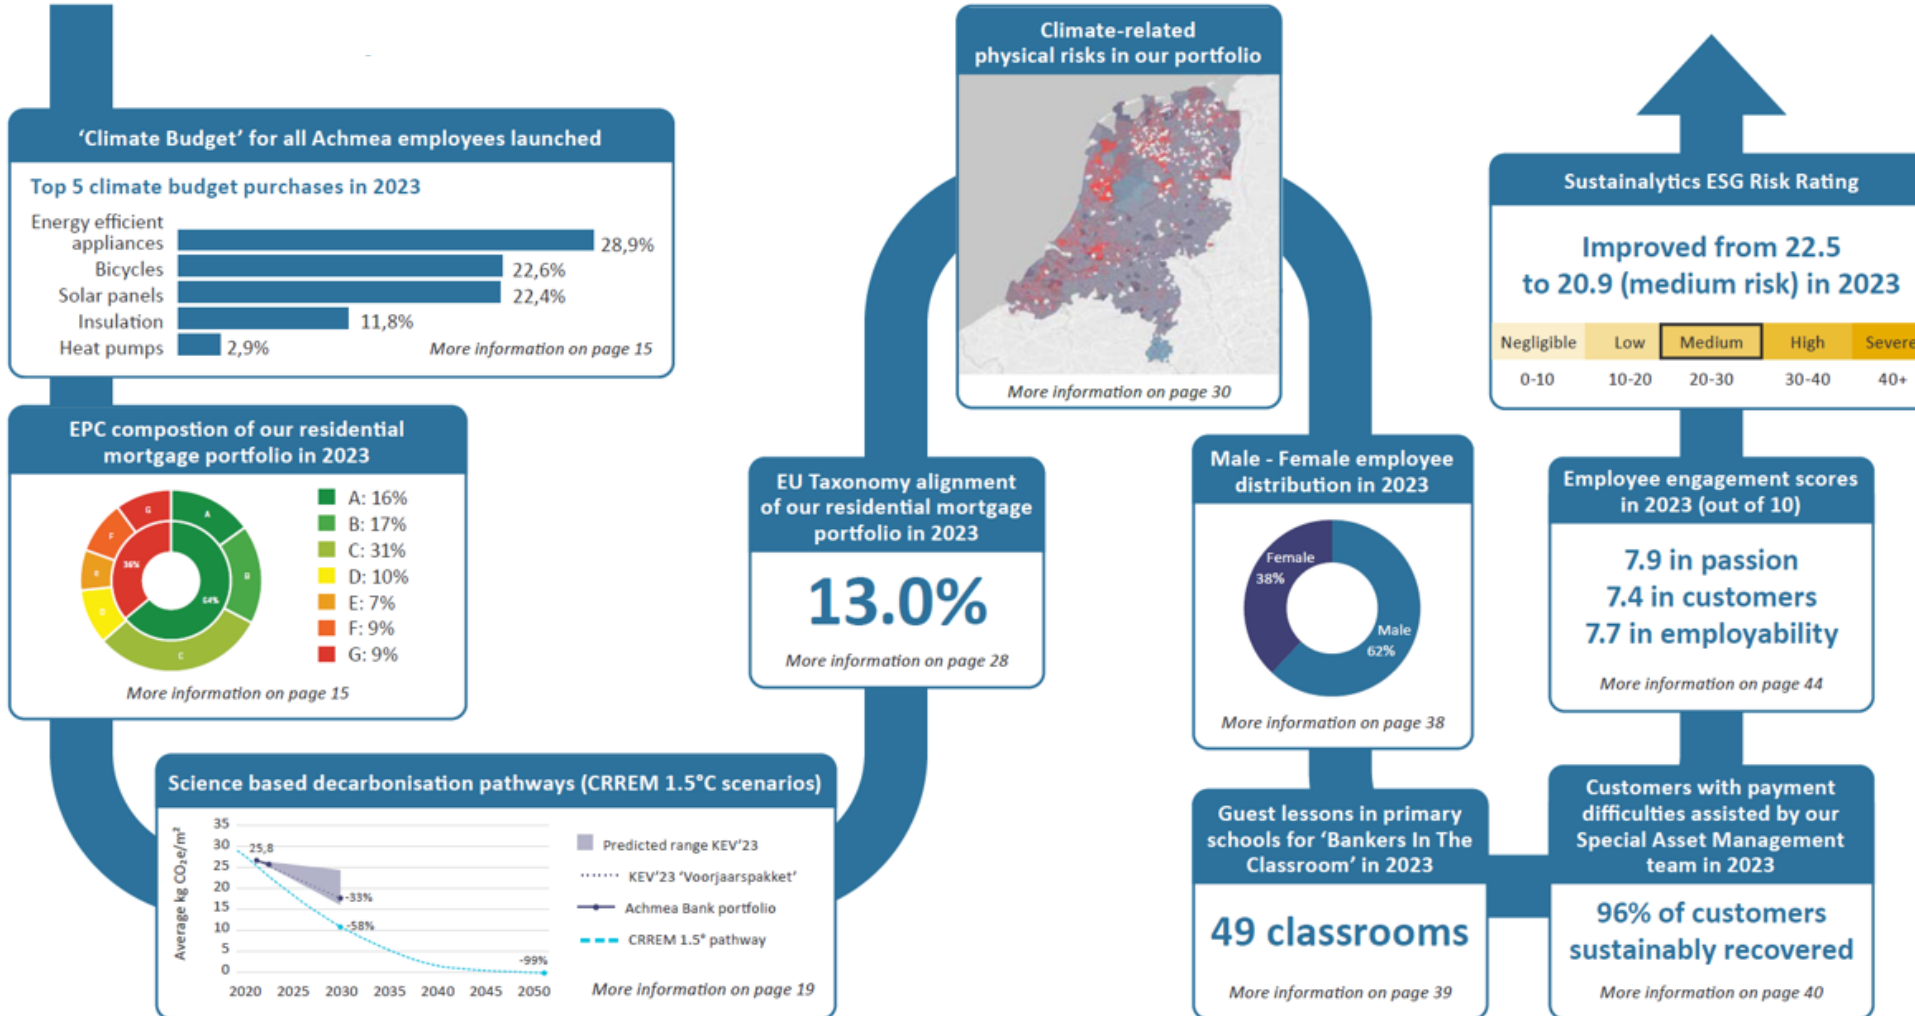 'Climate Budget' for all Achmea employees launched
Top 5 climate budget purchases in 2023
Energy efficient
appliances
28,9%
Bicycles
22,6%
Solar panels
22,4%
Insulation
11,8%
Heat pumps
2,9%
More information on page 15
EPC compostion of our residential
mortgage portfolio in 2023
A
B
C
D
E
F
G
36%
64%
A: 16%
B: 17%
C: 31%
D: 10%
E: 7%
F: 9%
G: 9%
More information on page 15
Science based decarbonisation pathways (CRREM 1.5°C scenarios)
Average kg CO₂e/m²
35
30
25
20
15
10
5
0
25,8
-33%
-58%
-99%
2020 2025 2030 2035 2040 2045 2050
Predicted range KEV'23
KEV'23 'Voorjaarspakket'
Achmea Bank portfolio
CRREM 1.5° pathway
More information on page 19
EU Taxonomy alignment
of our residential mortgage
portfolio in 2023
13.0%
More information on page 28
Climate-related
physical risks in our portfolio
More information on page 30
Male - Female employee
distribution in 2023
Female
38%
Male
62%
More information on page 38
Guest lessons in primary
schools for 'Bankers In The
Classroom' in 2023
49 classrooms
More information on page 39
Customers with payment
difficulties assisted by our
Special Asset Management
team in 2023
96% of customers
sustainably recovered
More information on page 40
Employee engagement scores
in 2023 (out of 10)
7.9 in passion
7.4 in customers
7.7 in employability
More information on page 44
Sustainalytics ESG Risk Rating
Improved from 22.5
to 20.9 (medium risk) in 2023
Negligible Low Medium High Severe
0-10 10-20 20-30 30-40 40+